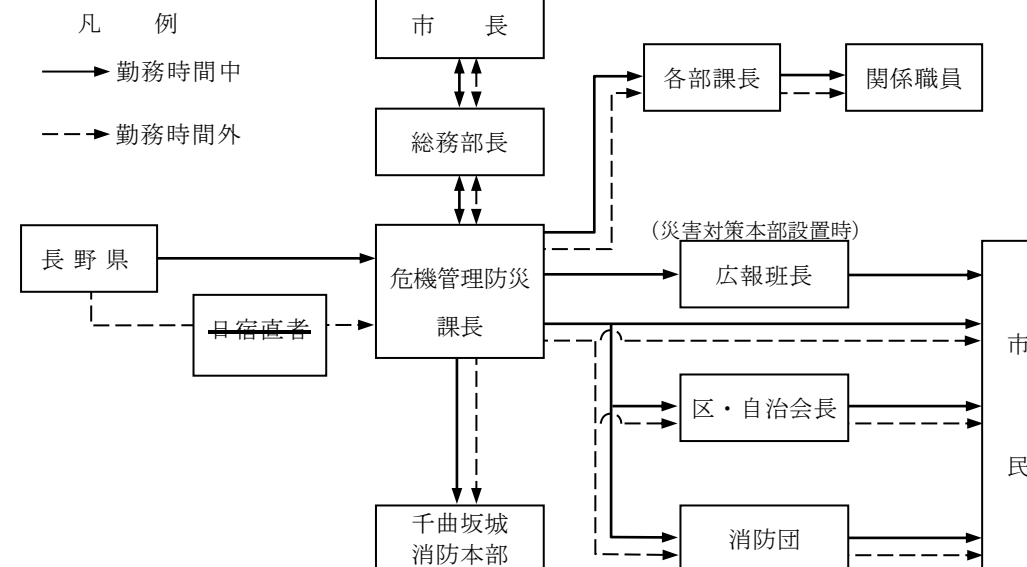 凡 例
勤務時間中
勤務時間外
市 長
総務部長
各部課長
関係職員
長野県
日宿直者
危機管理防災
課長
(災害対策本部設置時)
広報班長
区・自治会長
消防団
市
民
千曲坂城
消防本部